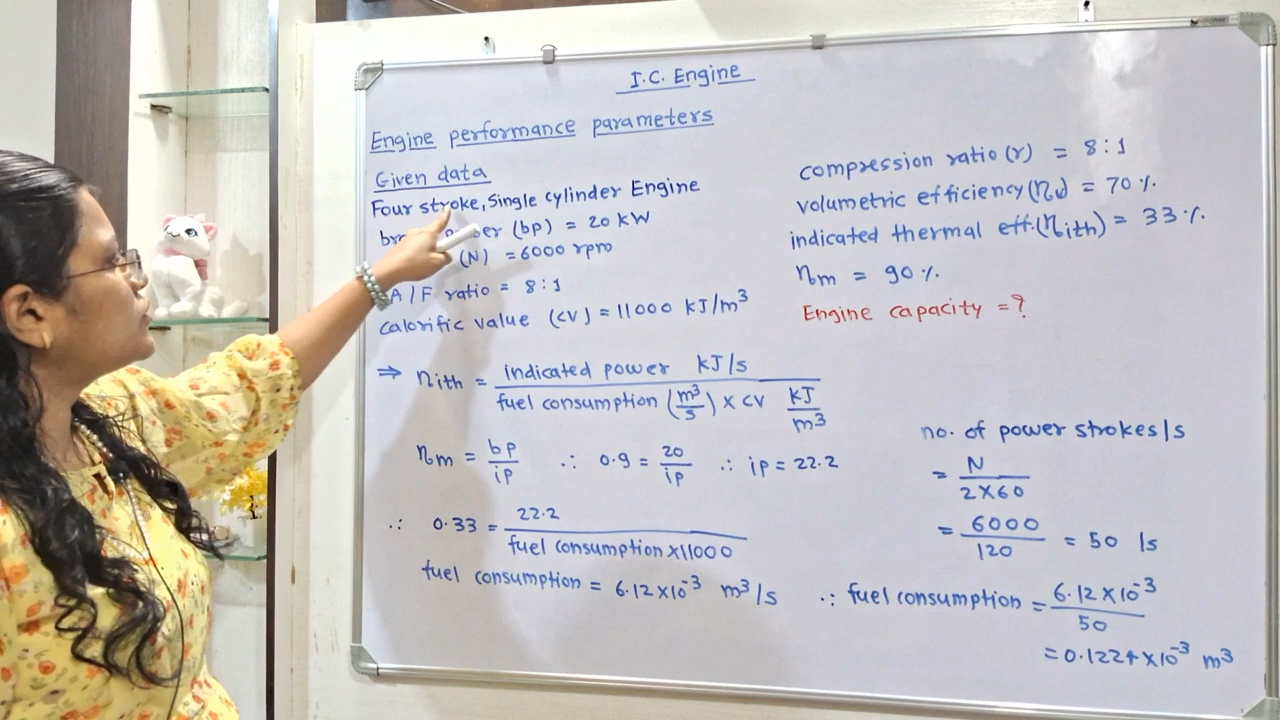 I.C. Engine
Engine performance parameters
Given data
Four stroke, Single cylinder Engine
(bp) = 20 KW
(N) = 6000 rpm
A/F ratio = 8:1
calorific value (CV) = 11000 KJ/m³
compression ratio (r) = 8:1
volumetric efficiency (ηv) = 70 %.
indicated thermal eff. (ηith) = 33 %.
ηm = 90 %.
Engine capacity = ?
⇒ ηith = indicated power KJ/s / fuel consumption (m³/s) × CV KJ/m³
ηm = bp/ip ∴ 0.9 = 20/ip ∴ ip = 22.2
∴ 0.33 = 22.2 / fuel consumption × 11000
fuel consumption = 6.12 × 10⁻³ m³/s
no. of power strokes/s
= N / 2×60
= 6000 / 120 = 50 /s
∴ fuel consumption = 6.12 × 10⁻³ / 50
= 0.1224 × 10⁻³ m³